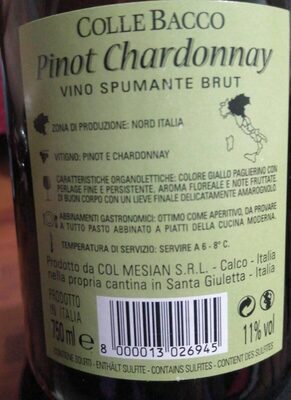 COLLE BACCO
Pinot Chardonnay
VINO SPUMANTE BRUT
ZONA DI PRODUZIONE: NORD ITALIA
VITIGNO: PINOT E CHARDONNAY
CARATTERISTICHE ORGANOLETTICHE: COLORE GIALLO PAGLIERINO CON
PERLAGE FINE E PERSISTENTE, AROMA FLOREALE E NOTE FRUTTATE,
DI BUON CORPO CON UN LIEVE FINALE DELICATAMENTE AMAROGNOLO.
ABBINAMENTI GASTRONOMICI: OTTIMO COME APERITIVO, DA PROVARE
A TUTTO PASTO ABBINATO A PIATTI DELLA CUCINA MODERNA.
TEMPERATURA DI SERVIZIO: SERVIRE A 6 - 8° C.
Prodotto da COL MESIAN S.R.L. - Calco - Italia
nella propria cantina in Santa Giuletta - Italia
PRODOTTO
IN ITALIA
750 ml e
8 000013 026945
11% vol
CONTIENE SOLFITI - ENTHÄLT SULFITE - CONTAINS SULFITES - CONTIENT DES SULFITES